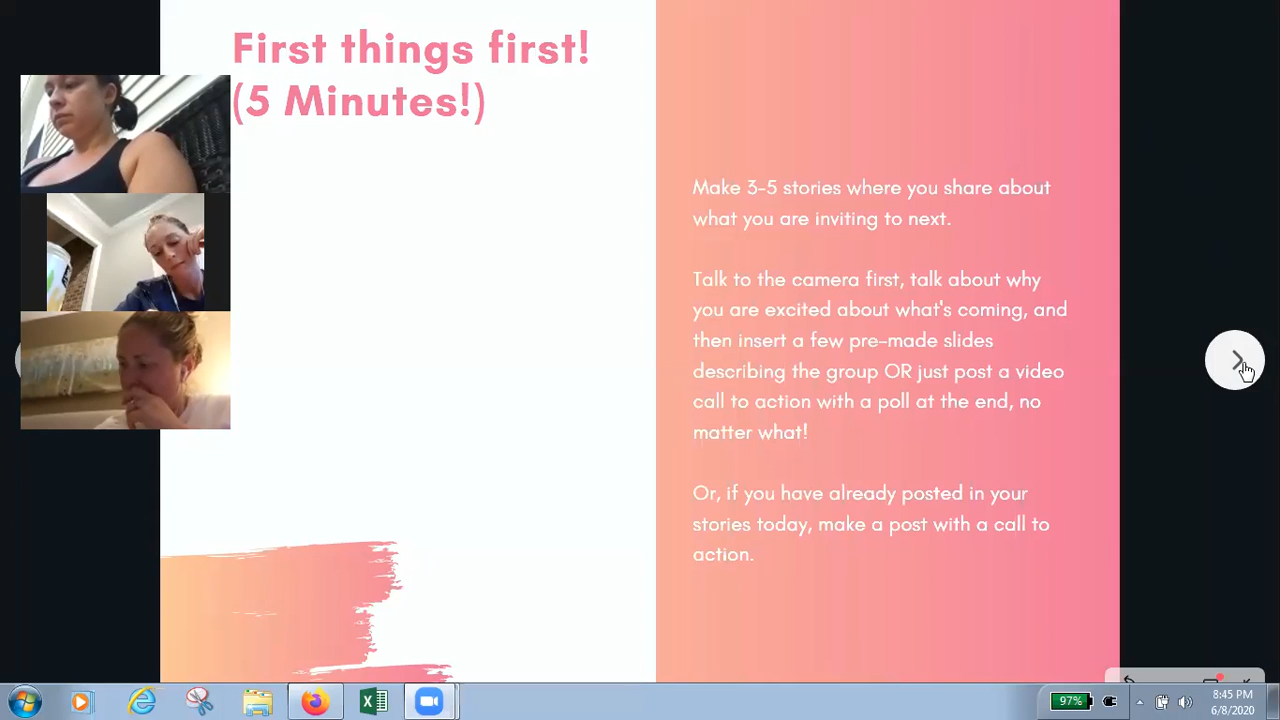 First things first!
(5 Minutes!)
Make 3-5 stories where you share about
what you are inviting to next.
Talk to the camera first, talk about why
you are excited about what's coming, and
then insert a few pre-made slides
describing the group OR just post a video
call to action with a poll at the end, no
matter what!
Or, if you have already posted in your
stories today, make a post with a call to
action.
97%
8:45 PM
6/8/2020